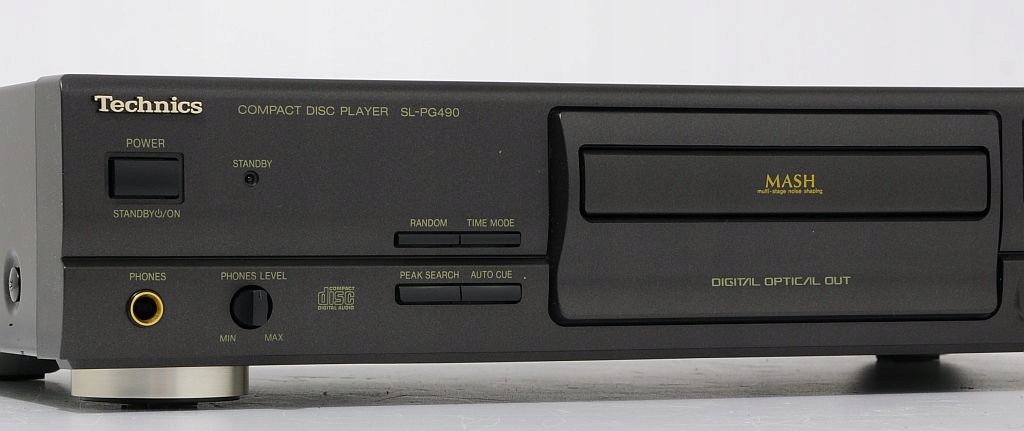 Technics
COMPACT DISC PLAYER SL-PG490
POWER
STANDBY⏻/ON
STANDBY
RANDOM TIME MODE
PHONES
PHONES LEVEL
MIN MAX
COMPACT
disc
DIGITAL AUDIO
PEAK SEARCH AUTO CUE
MASH
multi-stage noise shaping
DIGITAL OPTICAL OUT